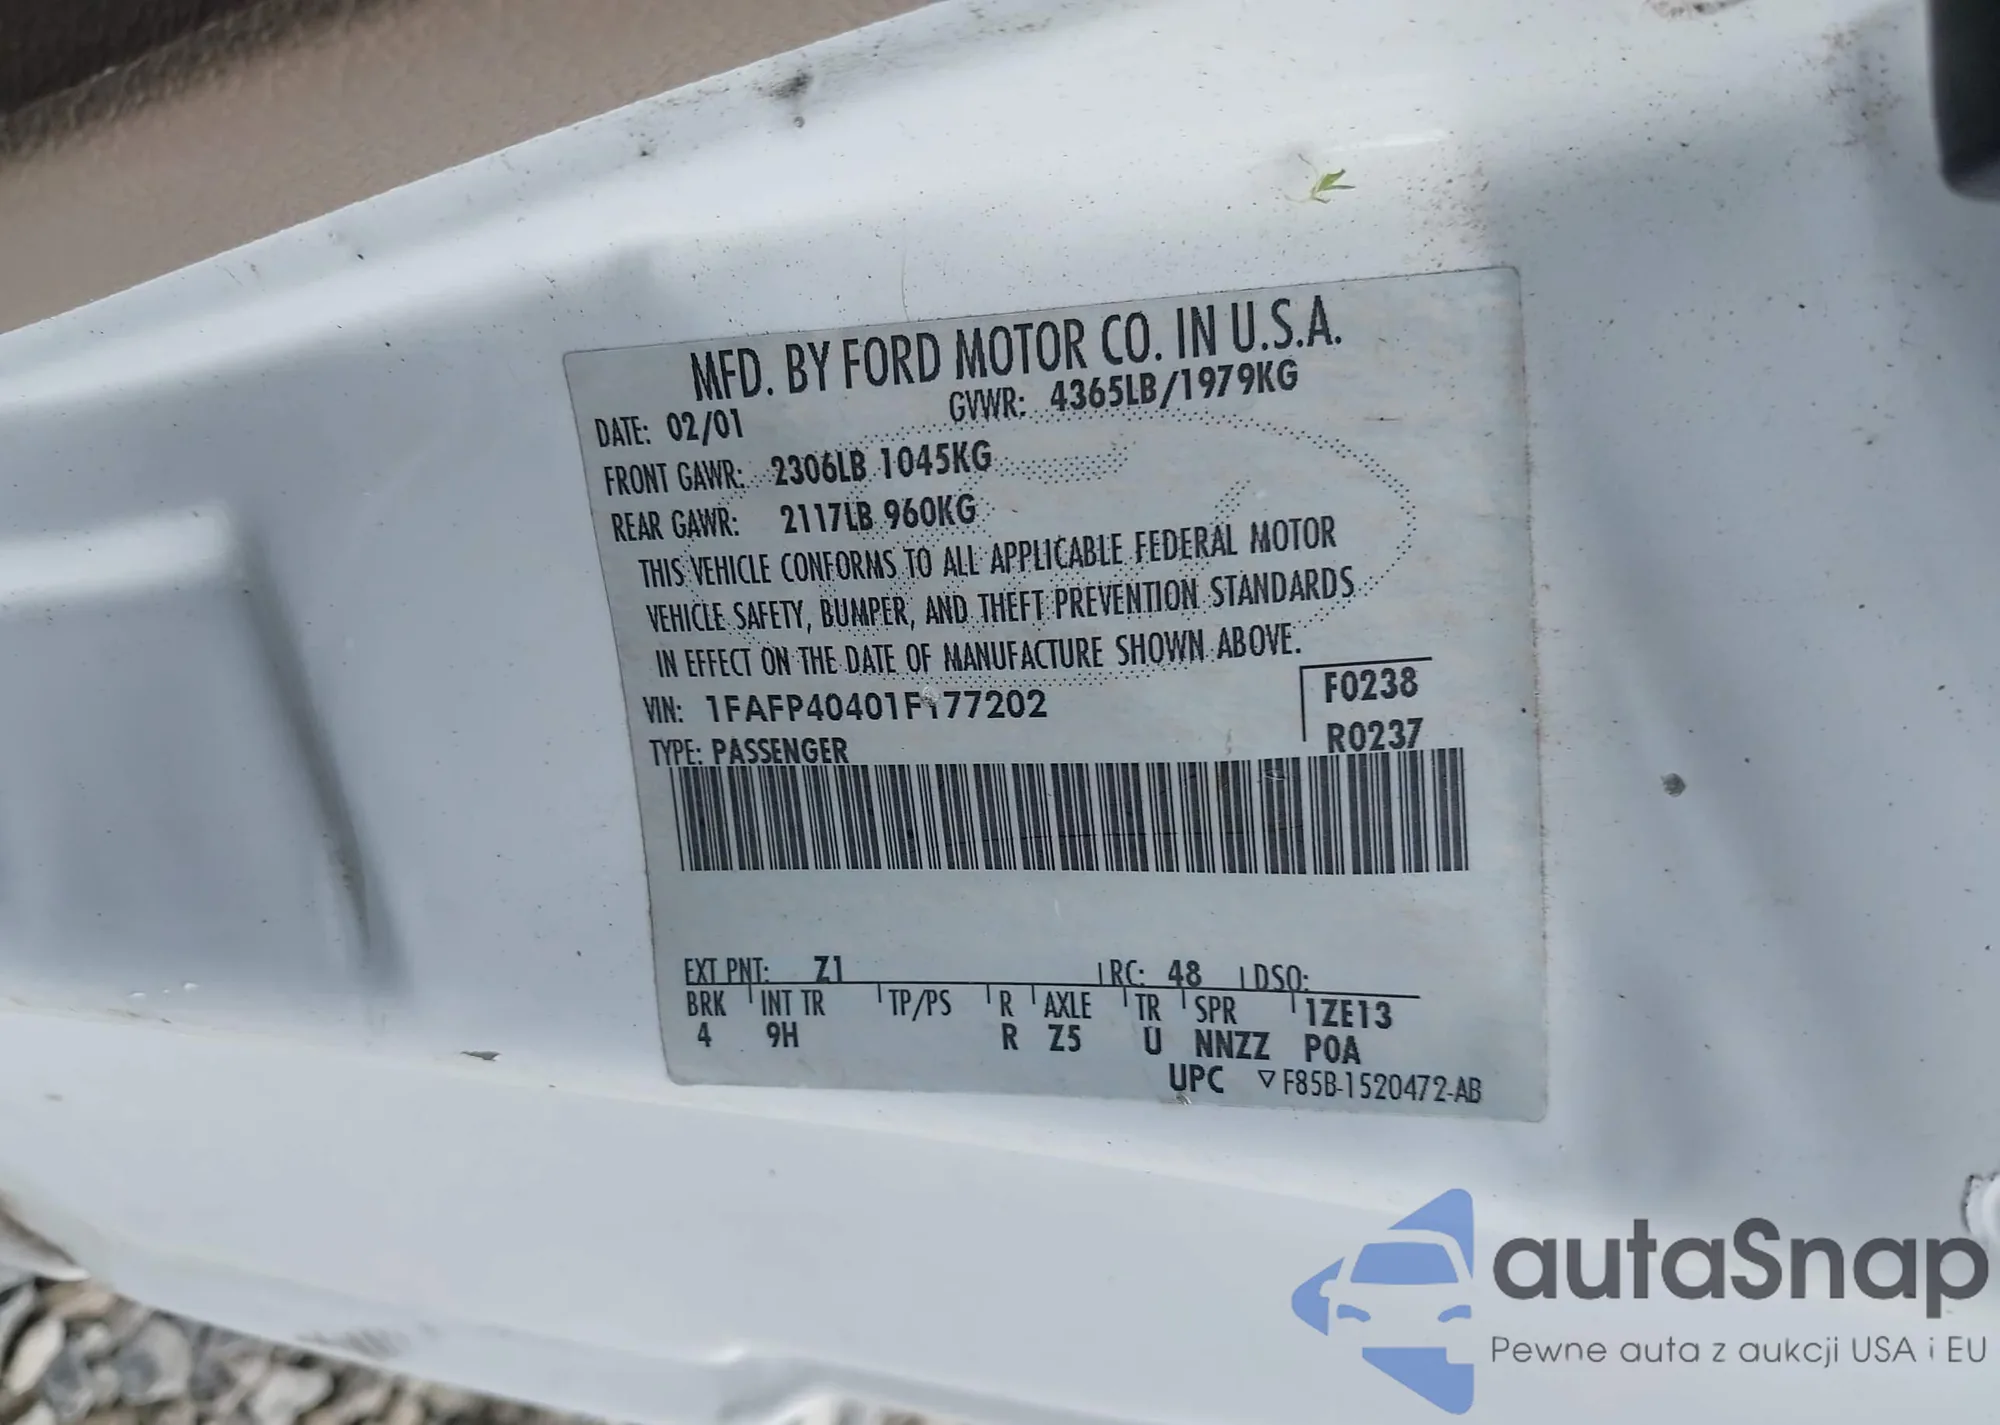 MFD. BY FORD MOTOR CO. IN U.S.A.
DATE: 02/01 GVWR: 4365LB/1979KG
FRONT GAWR: 2306LB 1045KG
REAR GAWR: 2117LB 960KG
THIS VEHICLE CONFORMS TO ALL APPLICABLE FEDERAL MOTOR
VEHICLE SAFETY, BUMPER, AND THEFT PREVENTION STANDARDS
IN EFFECT ON THE DATE OF MANUFACTURE SHOWN ABOVE.
VIN: 1FAFP40401F177202
F0238
R0237
TYPE: PASSENGER
EXT PNT: Z1 RC: 48 DSO:
BRK INT TR TP/PS R AXLE TR SPR 1ZE13
4 9H R Z5 U NNZZ P0A
UPC ▽ F85B-1520472-AB
autaSnap
Pewne auta z aukcji USA i EU